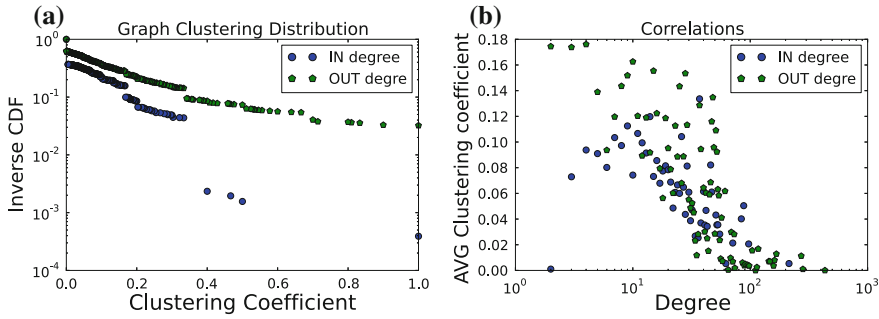 (a)
Graph Clustering Distribution
IN degree
OUT degre
Inverse CDF
10^0
10^-1
10^-2
10^-3
10^-4
0.0 0.2 0.4 0.6 0.8 1.0
Clustering Coefficient
(b)
Correlations
IN degree
OUT degre
AVG Clustering coefficient
0.18
0.16
0.14
0.12
0.10
0.08
0.06
0.04
0.02
0.00
10^0 10^1 10^2 10^3
Degree